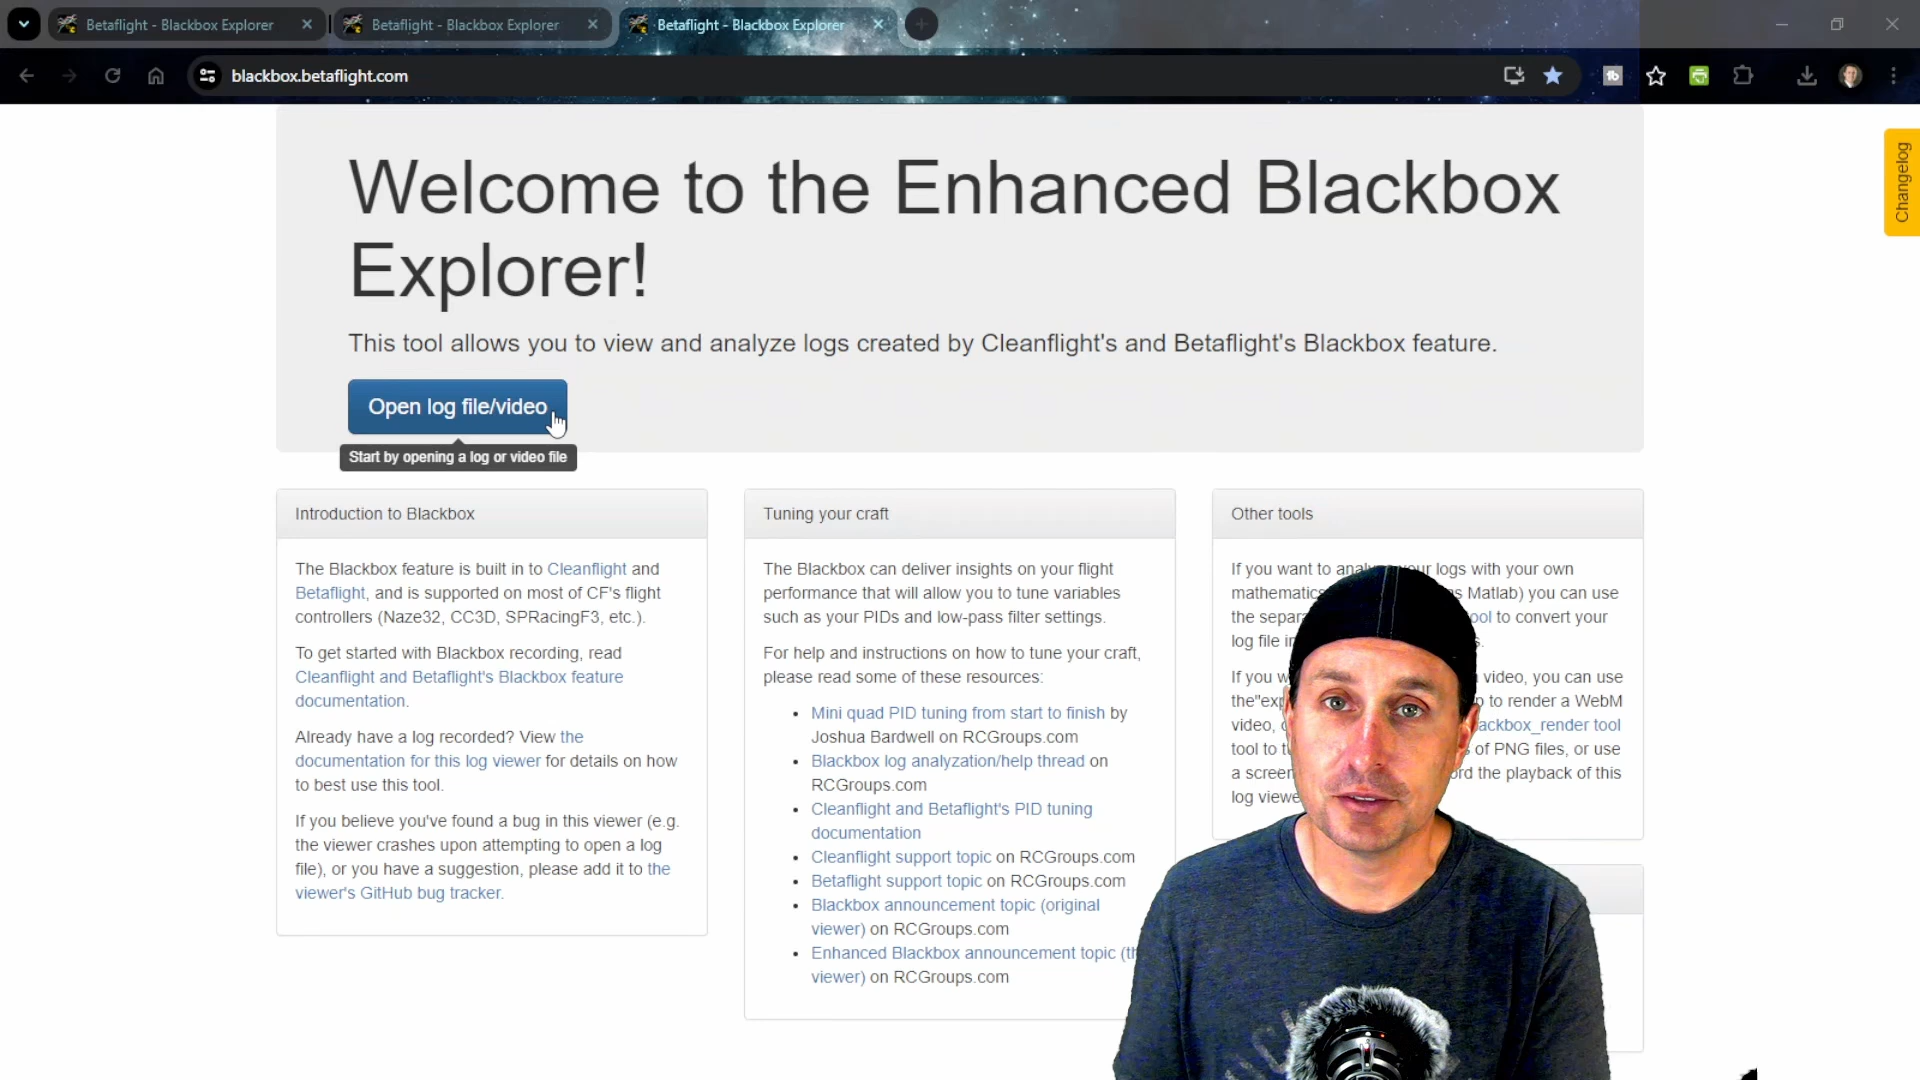 Betaflight - Blackbox Explorer
Betaflight - Blackbox Explorer
Betaflight - Blackbox Explorer
blackbox.betaflight.com
tb
Changelog
Welcome to the Enhanced Blackbox
Explorer!
This tool allows you to view and analyze logs created by Cleanflight's and Betaflight's Blackbox feature.
Open log file/video
Start by opening a log or video file
Introduction to Blackbox
The Blackbox feature is built in to Cleanflight and
Betaflight, and is supported on most of CF's flight
controllers (Naze32, CC3D, SPRacingF3, etc.).
To get started with Blackbox recording, read
Cleanflight and Betaflight's Blackbox feature
documentation.
Already have a log recorded? View the
documentation for this log viewer for details on how
to best use this tool.
If you believe you've found a bug in this viewer (e.g.
the viewer crashes upon attempting to open a log
file), or you have a suggestion, please add it to the
viewer's GitHub bug tracker.
Tuning your craft
The Blackbox can deliver insights on your flight
performance that will allow you to tune variables
such as your PIDs and low-pass filter settings.
For help and instructions on how to tune your craft,
please read some of these resources:
• Mini quad PID tuning from start to finish by
Joshua Bardwell on RCGroups.com
• Blackbox log analyzation/help thread on
RCGroups.com
• Cleanflight and Betaflight's PID tuning
documentation
• Cleanflight support topic on RCGroups.com
• Betaflight support topic on RCGroups.com
• Blackbox announcement topic (original
viewer) on RCGroups.com
• Enhanced Blackbox announcement topic
viewer) on RCGroups.com
Other tools
If you want to your logs with your own
Matlab) you can use
the to convert your
log file
If you video, you can use
to render a WebM
video, tool
tool to of PNG files, or use
a the playback of this
log